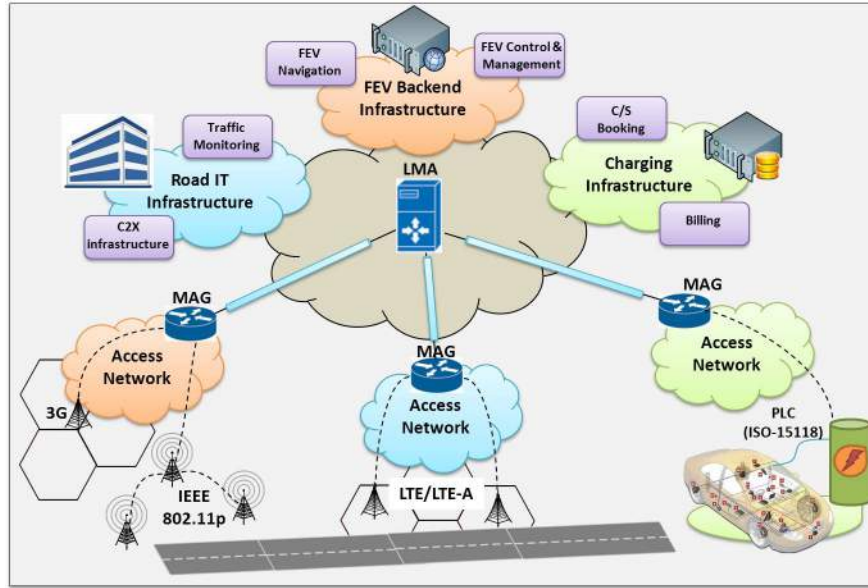 FEV
Navigation
FEV Control &
Management
FEV Backend
Infrastructure
Traffic
Monitoring
Road IT
Infrastructure
C2X
infrastructure
C/S
Booking
Charging
Infrastructure
Billing
LMA
MAG
Access
Network
3G
IEEE
802.11p
MAG
Access
Network
LTE/LTE-A
MAG
Access
Network
PLC
(ISO-15118)